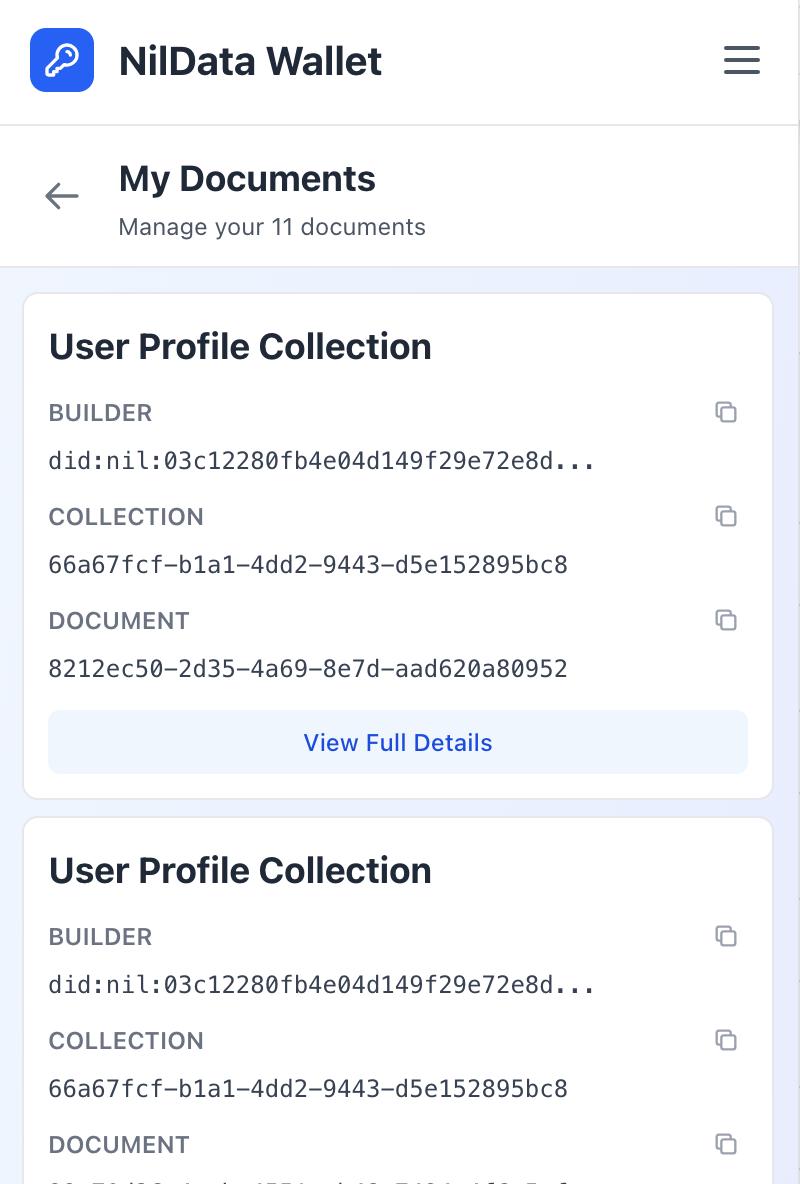 NilData Wallet
My Documents
Manage your 11 documents
User Profile Collection
BUILDER
did:nil:03c12280fb4e04d149f29e72e8d...
COLLECTION
66a67fcf-b1a1-4dd2-9443-d5e152895bc8
DOCUMENT
8212ec50-2d35-4a69-8e7d-aad620a80952
View Full Details
User Profile Collection
BUILDER
did:nil:03c12280fb4e04d149f29e72e8d...
COLLECTION
66a67fcf-b1a1-4dd2-9443-d5e152895bc8
DOCUMENT